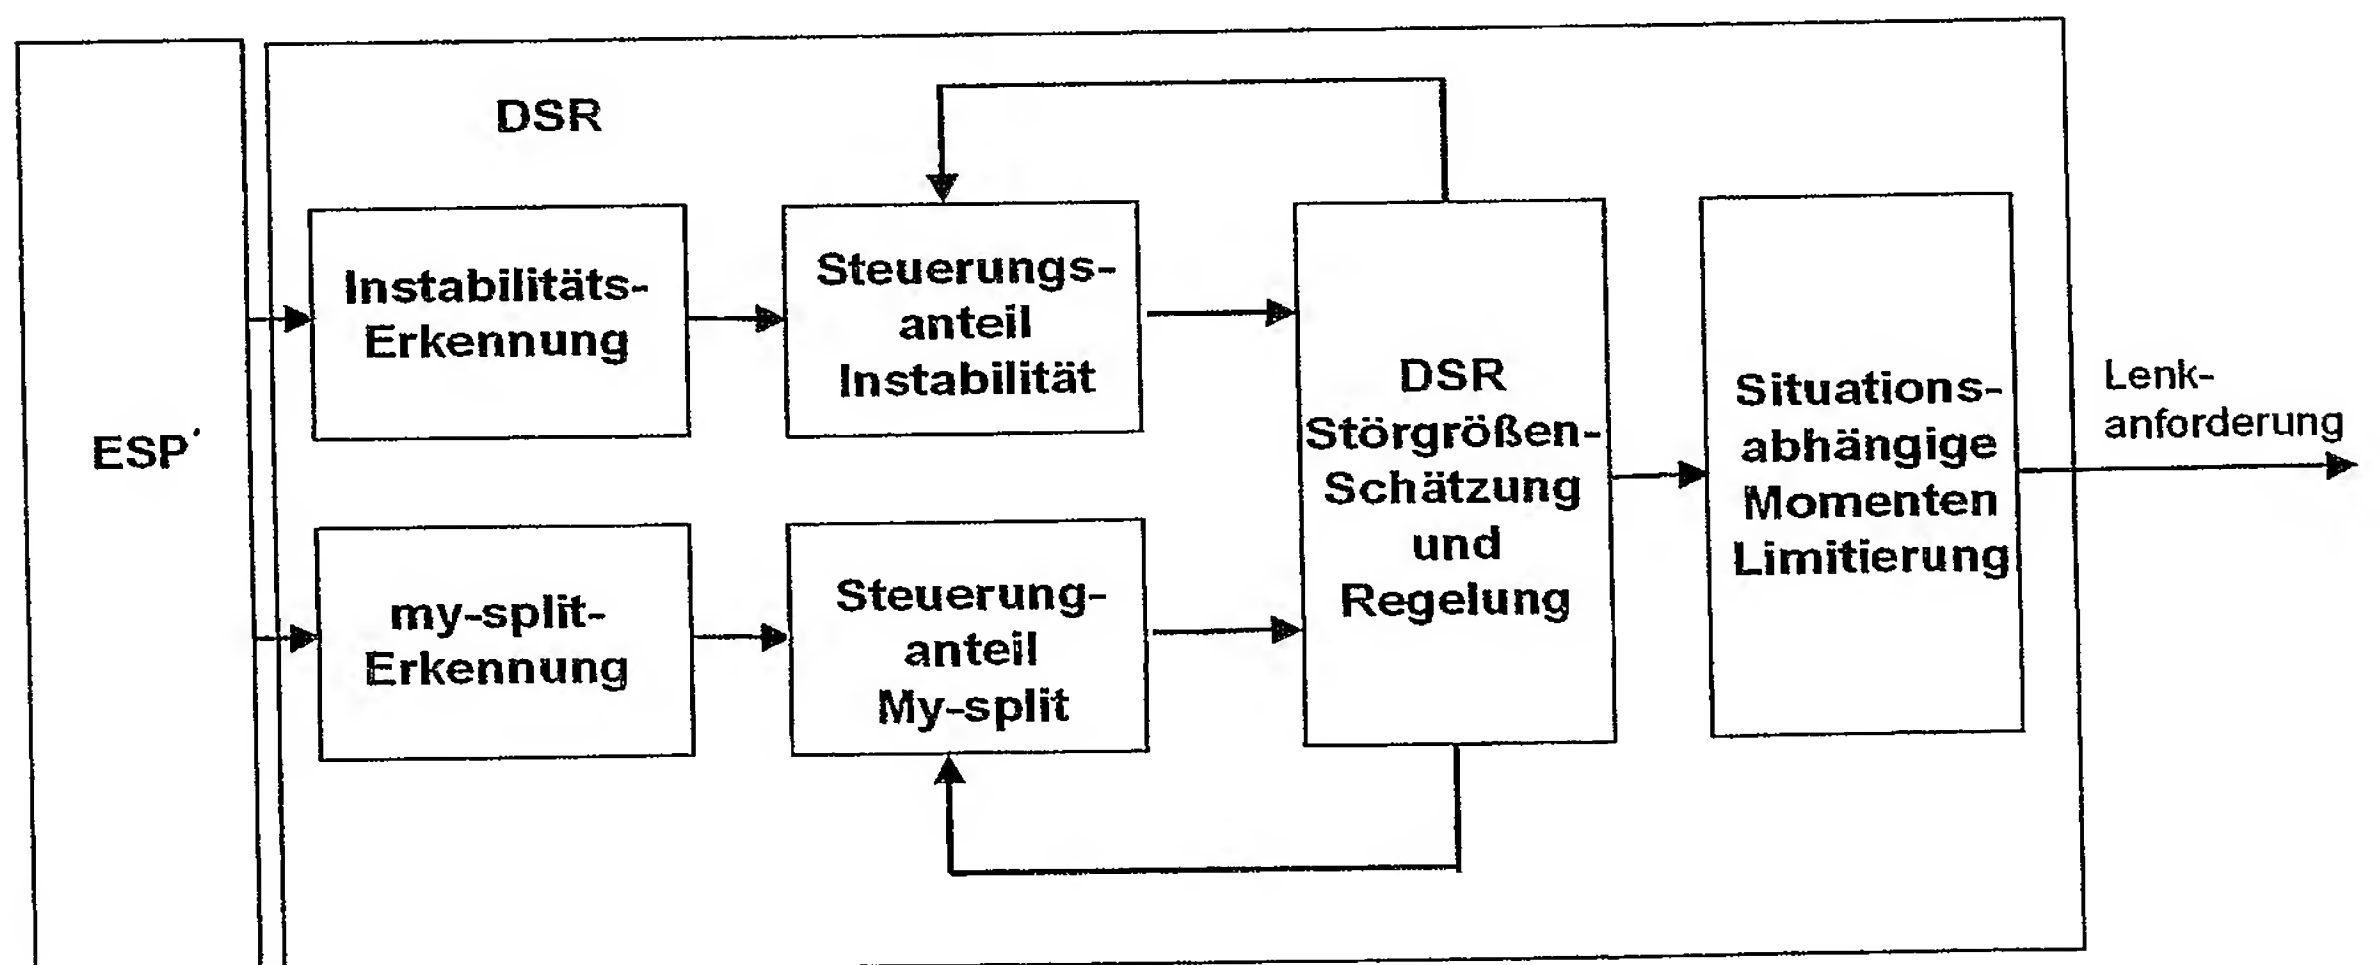 DSR
ESP
Instabilitäts-
Erkennung
Steuerungs-
anteil
Instabilität
my-split-
Erkennung
Steuerung-
anteil
My-split
DSR
Störgrößen-
Schätzung
und
Regelung
Situations-
abhängige
Momenten
Limitierung
Lenk-
anforderung